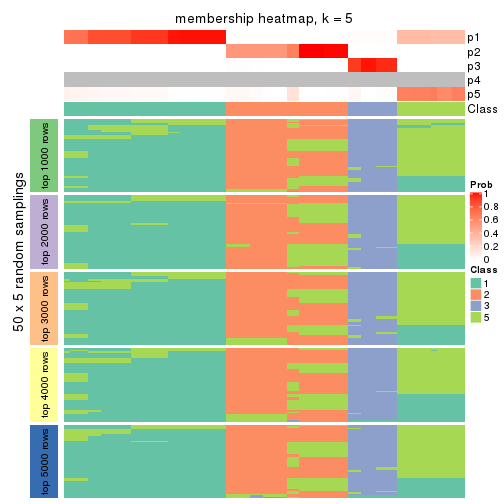 membership heatmap, k = 5
p1
p2
p3
p4
p5
Class
50 x 5 random samplings
top 1000 rows
top 2000 rows
top 3000 rows
top 4000 rows
top 5000 rows
Prob
1
0.8
0.6
0.4
0.2
0
Class
1
2
3
5